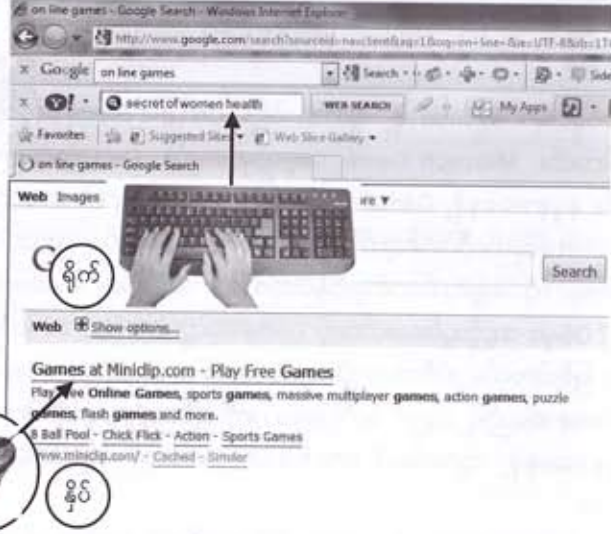 on line games - Google Search - Windows Internet Explorer
http://www.google.com/search?sourceid=navclient&aq=1&oq=on+line+&ie=UTF-8&rlz=1T
x Google on line games Search Side
x Y! secret of women health WEB SEARCH My Apps
Favorites Suggested Sites Web Slice Gallery
on line games - Google Search
Web Images ore ▼
G
ရိုက်
Search
Web Show options...
Games at Miniclip.com - Play Free Games
Play Free Online Games, sports games, massive multiplayer games, action games, puzzle
games, flash games and more.
8 Ball Pool - Chick Flick - Action - Sports Games
www.miniclip.com/ - Cached - Similar
နှိပ်